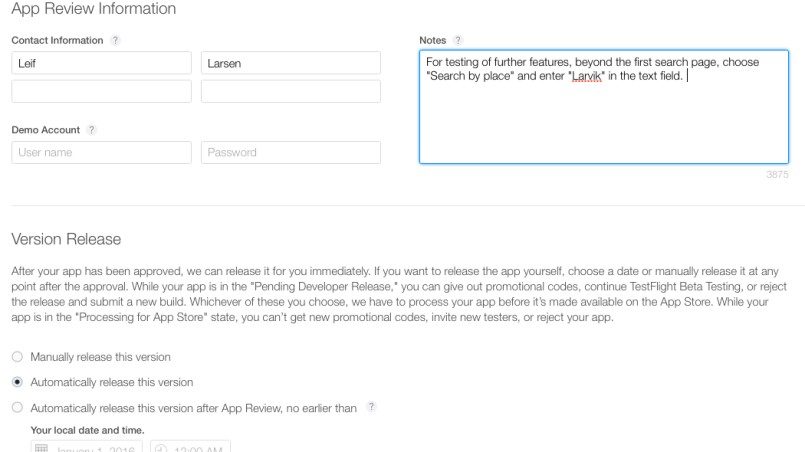 App Review Information
Contact Information ?
Notes ?
Leif
Larsen
For testing of further features, beyond the first search page, choose
"Search by place" and enter "Larvik" in the text field.
Demo Account ?
User name
Password
3875
Version Release
After your app has been approved, we can release it for you immediately. If you want to release the app yourself, choose a date or manually release it at any
point after the approval. While your app is in the "Pending Developer Release," you can give out promotional codes, continue TestFlight Beta Testing, or reject
the release and submit a new build. Whichever of these you choose, we have to process your app before it's made available on the App Store. While your
app is in the "Processing for App Store" state, you can't get new promotional codes, invite new testers, or reject your app.
Manually release this version
Automatically release this version
Automatically release this version after App Review, no earlier than ?
Your local date and time.
January 1, 2016
12:00 AM